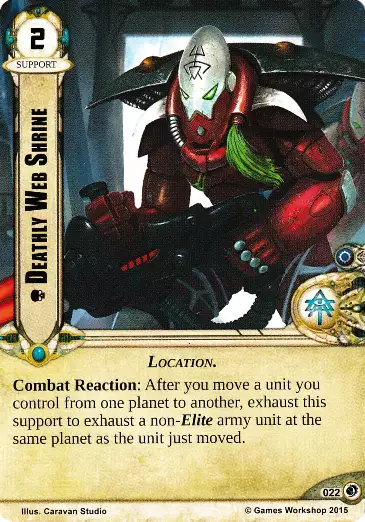 2
SUPPORT
DEATHLY WEB SHRINE
LOCATION.
Combat Reaction: After you move a unit you
control from one planet to another, exhaust this
support to exhaust a non-Elite army unit at the
same planet as the unit just moved.
022
Illus. Caravan Studio
© Games Workshop 2015